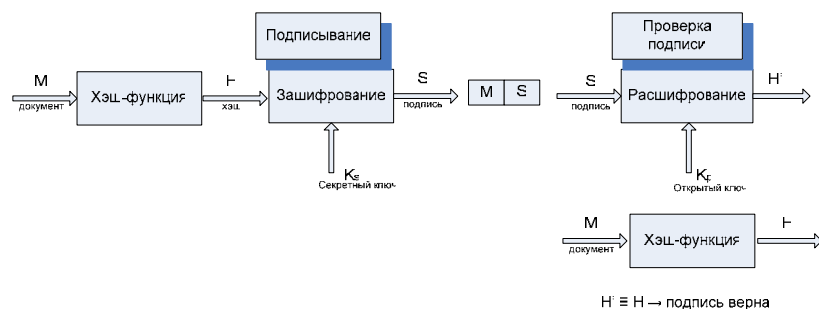 Подписывание
M
документ
Хэш-функция
H
хэш
Зашифрование
S
подпись
Ks
Секретный ключ
M S
Проверка
подписи
S
подпись
Расшифрование
H'
Kp
Открытый ключ
M
документ
Хэш-функция
H
H' ≡ H → подпись верна